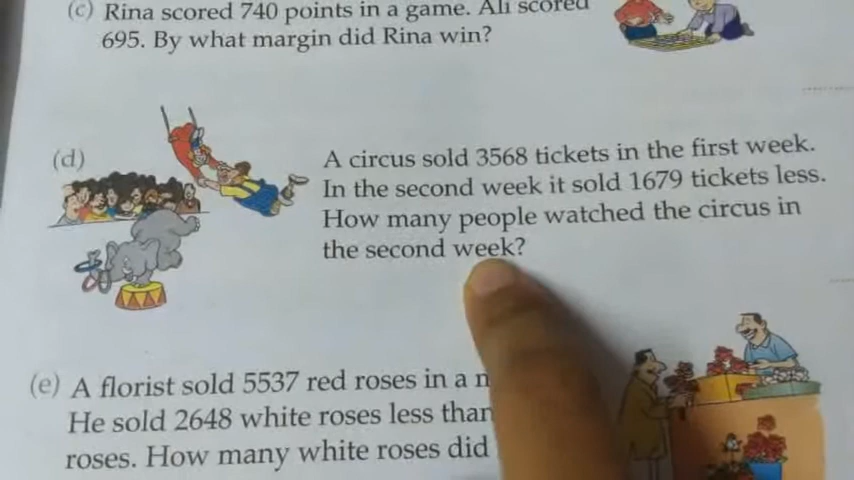 (c) Rina scored 740 points in a game. Ali scored
695. By what margin did Rina win?
(d)
A circus sold 3568 tickets in the first week.
In the second week it sold 1679 tickets less.
How many people watched the circus in
the second week?
(e) A florist sold 5537 red roses in a
He sold 2648 white roses less than
roses. How many white roses did